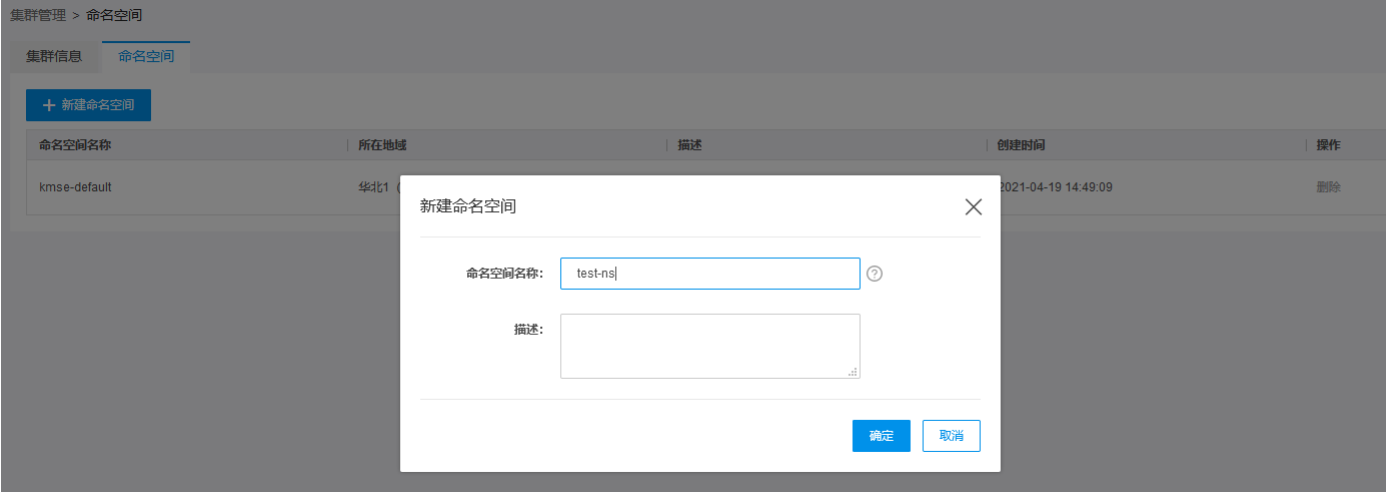 集群管理 > 命名空间
集群信息 命名空间
+ 新建命名空间
命名空间名称 所在地域 描述 创建时间 操作
kmse-default 华北1 ( 2021-04-19 14:49:09 删除
新建命名空间
命名空间名称: test-ns
描述:
确定 取消